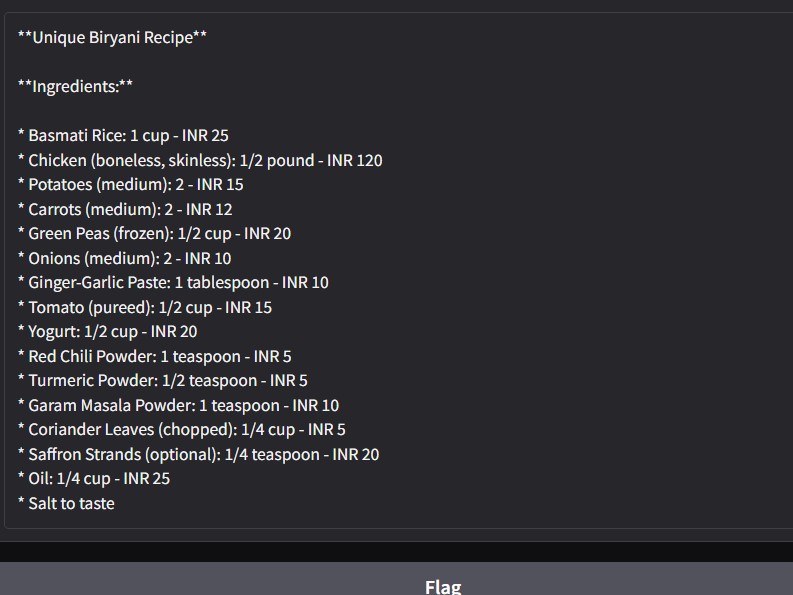 **Unique Biryani Recipe**
**Ingredients:**
* Basmati Rice: 1 cup - INR 25
* Chicken (boneless, skinless): 1/2 pound - INR 120
* Potatoes (medium): 2 - INR 15
* Carrots (medium): 2 - INR 12
* Green Peas (frozen): 1/2 cup - INR 20
* Onions (medium): 2 - INR 10
* Ginger-Garlic Paste: 1 tablespoon - INR 10
* Tomato (pureed): 1/2 cup - INR 15
* Yogurt: 1/2 cup - INR 20
* Red Chili Powder: 1 teaspoon - INR 5
* Turmeric Powder: 1/2 teaspoon - INR 5
* Garam Masala Powder: 1 teaspoon - INR 10
* Coriander Leaves (chopped): 1/4 cup - INR 5
* Saffron Strands (optional): 1/4 teaspoon - INR 20
* Oil: 1/4 cup - INR 25
* Salt to taste
Flag